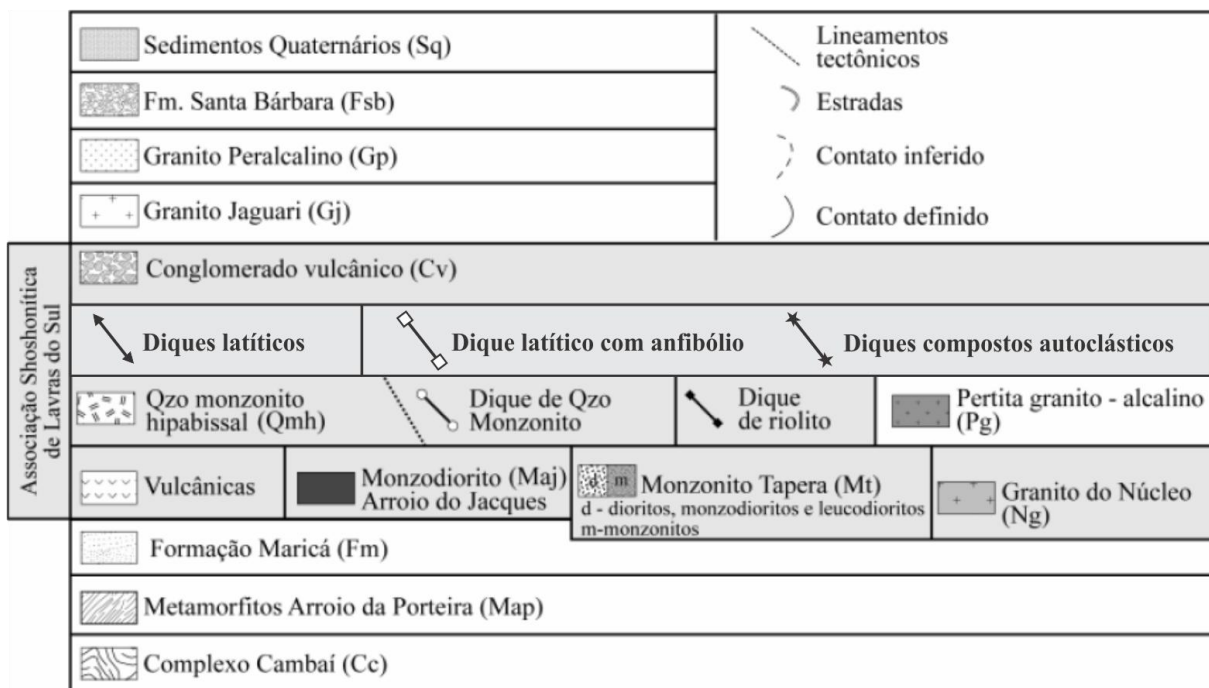 Sedimentos Quaternários (Sq)
Fm. Santa Bárbara (Fsb)
Granito Peralcalino (Gp)
Granito Jaguari (Gj)
Lineamentos
tectônicos
Estradas
Contato inferido
Contato definido
Associação Shoshonítica
de Lavras do Sul
Conglomerado vulcânico (Cv)
Diques latíticos
Dique latítico com anfibólio
Diques compostos autoclásticos
Qzo monzonito
hipabissal (Qmh)
Dique de Qzo
Monzonito
Dique
de riolito
Pertita granito - alcalino
(Pg)
Vulcânicas
Monzodiorito (Maj)
Arroio do Jacques
d m
Monzonito Tapera (Mt)
d - dioritos, monzodioritos e leucodioritos
m-monzonitos
Granito do Núcleo
(Ng)
Formação Maricá (Fm)
Metamorfitos Arroio da Porteira (Map)
Complexo Cambaí (Cc)